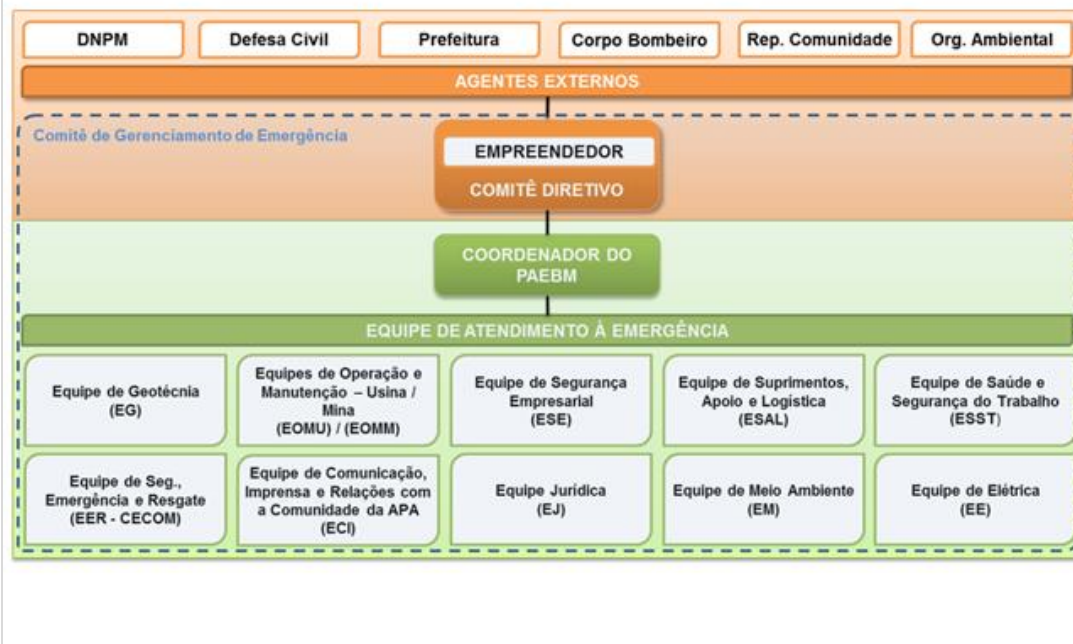 DNPM
Defesa Civil
Prefeitura
Corpo Bombeiro
Rep. Comunidade
Org. Ambiental
AGENTES EXTERNOS
Comitê de Gerenciamento de Emergência
EMPREENDEDOR
COMITÊ DIRETIVO
COORDENADOR DO
PAEBM
EQUIPE DE ATENDIMENTO À EMERGÊNCIA
Equipe de Geotécnia
(EG)
Equipes de Operação e
Manutenção – Usina /
Mina
(EOMU) / (EOMM)
Equipe de Segurança
Empresarial
(ESE)
Equipe de Suprimentos,
Apoio e Logística
(ESAL)
Equipe de Saúde e
Segurança do Trabalho
(ESST)
Equipe de Seg.,
Emergência e Resgate
(EER - CECOM)
Equipe de Comunicação,
Imprensa e Relações com
a Comunidade da APA
(ECI)
Equipe Jurídica
(EJ)
Equipe de Meio Ambiente
(EM)
Equipe de Elétrica
(EE)